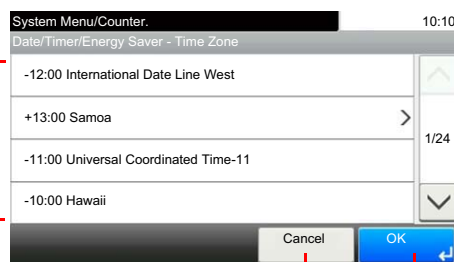 System Menu/Counter. 10:10
Date/Timer/Energy Saver - Time Zone
-12:00 International Date Line West
+13:00 Samoa
1/24
-11:00 Universal Coordinated Time-11
-10:00 Hawaii
Cancel OK